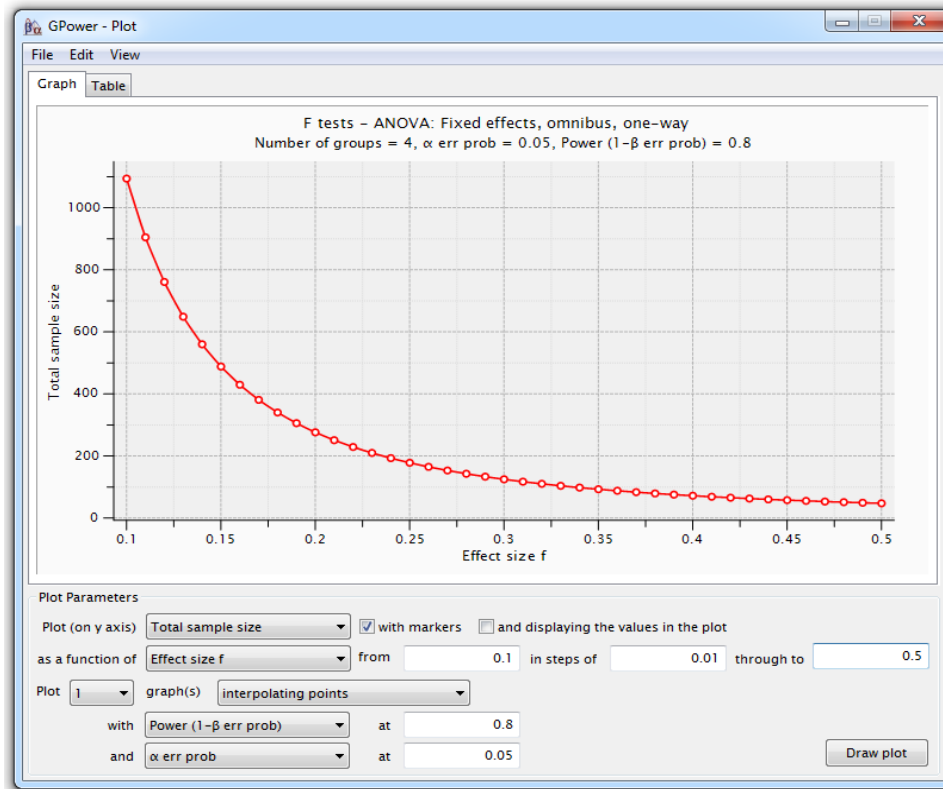 GPower - Plot
File Edit View
Graph Table
F tests - ANOVA: Fixed effects, omnibus, one-way
Number of groups = 4, α err prob = 0.05, Power (1-β err prob) = 0.8
Total sample size
1000
800
600
400
200
0
0.1 0.15 0.2 0.25 0.3 0.35 0.4 0.45 0.5
Effect size f
Plot Parameters
Plot (on y axis) Total sample size with markers and displaying the values in the plot
as a function of Effect size f from 0.1 in steps of 0.01 through to 0.5
Plot 1 graph(s) interpolating points
with Power (1-β err prob) at 0.8
and α err prob at 0.05
Draw plot